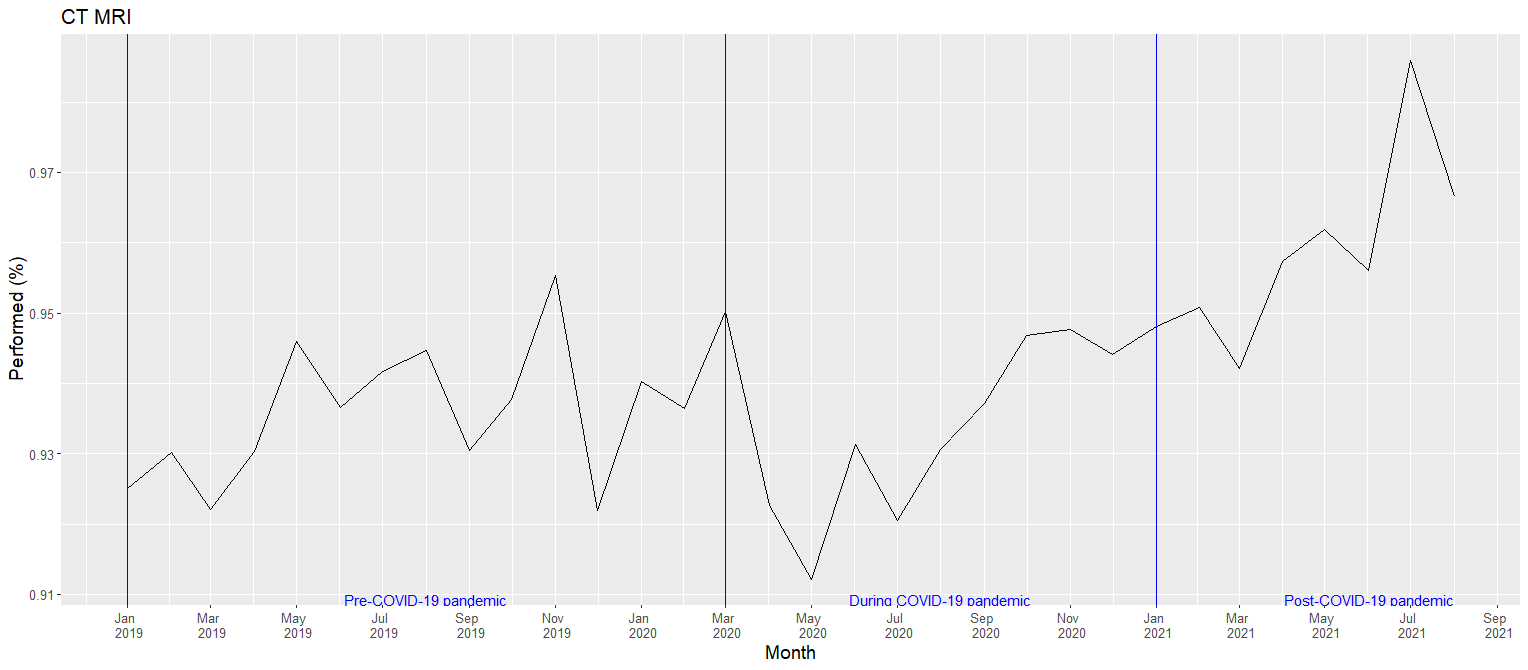 CT MRI
Performed (%)
0.97
0.95
0.93
0.91
Pre-COVID-19 pandemic
During COVID-19 pandemic
Post-COVID-19 pandemic
Jan 2019
Mar 2019
May 2019
Jul 2019
Sep 2019
Nov 2019
Jan 2020
Mar 2020
May 2020
Jul 2020
Sep 2020
Nov 2020
Jan 2021
Mar 2021
May 2021
Jul 2021
Sep 2021
Month